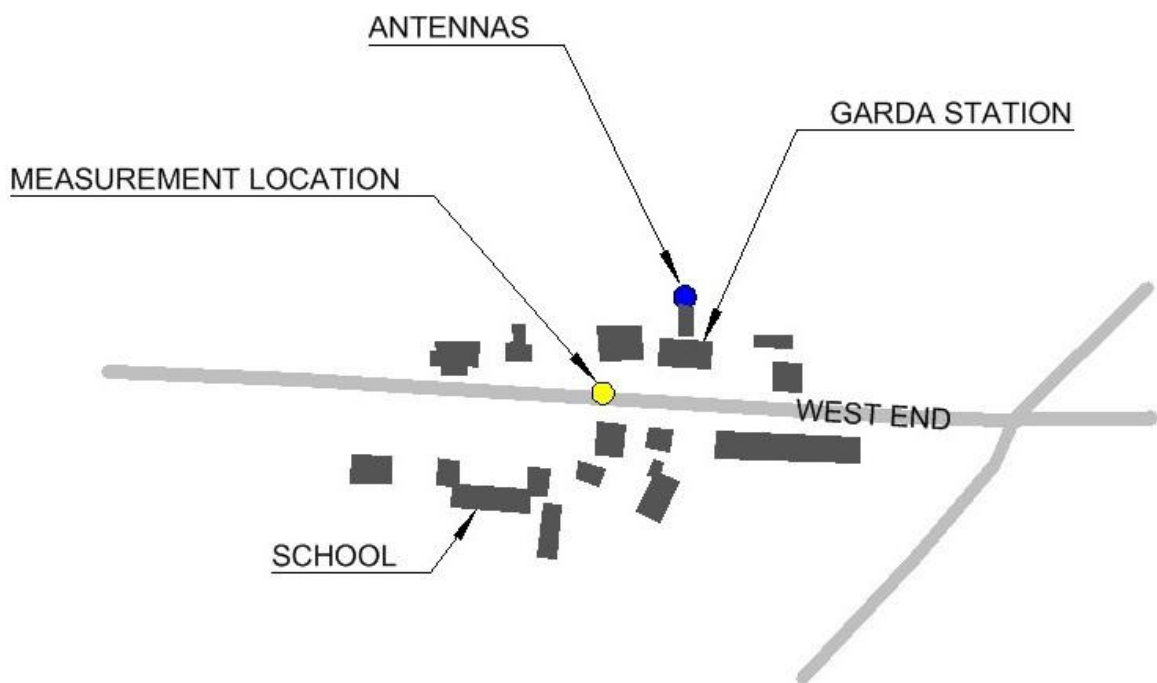 ANTENNAS
GARDA STATION
MEASUREMENT LOCATION
WEST END
SCHOOL